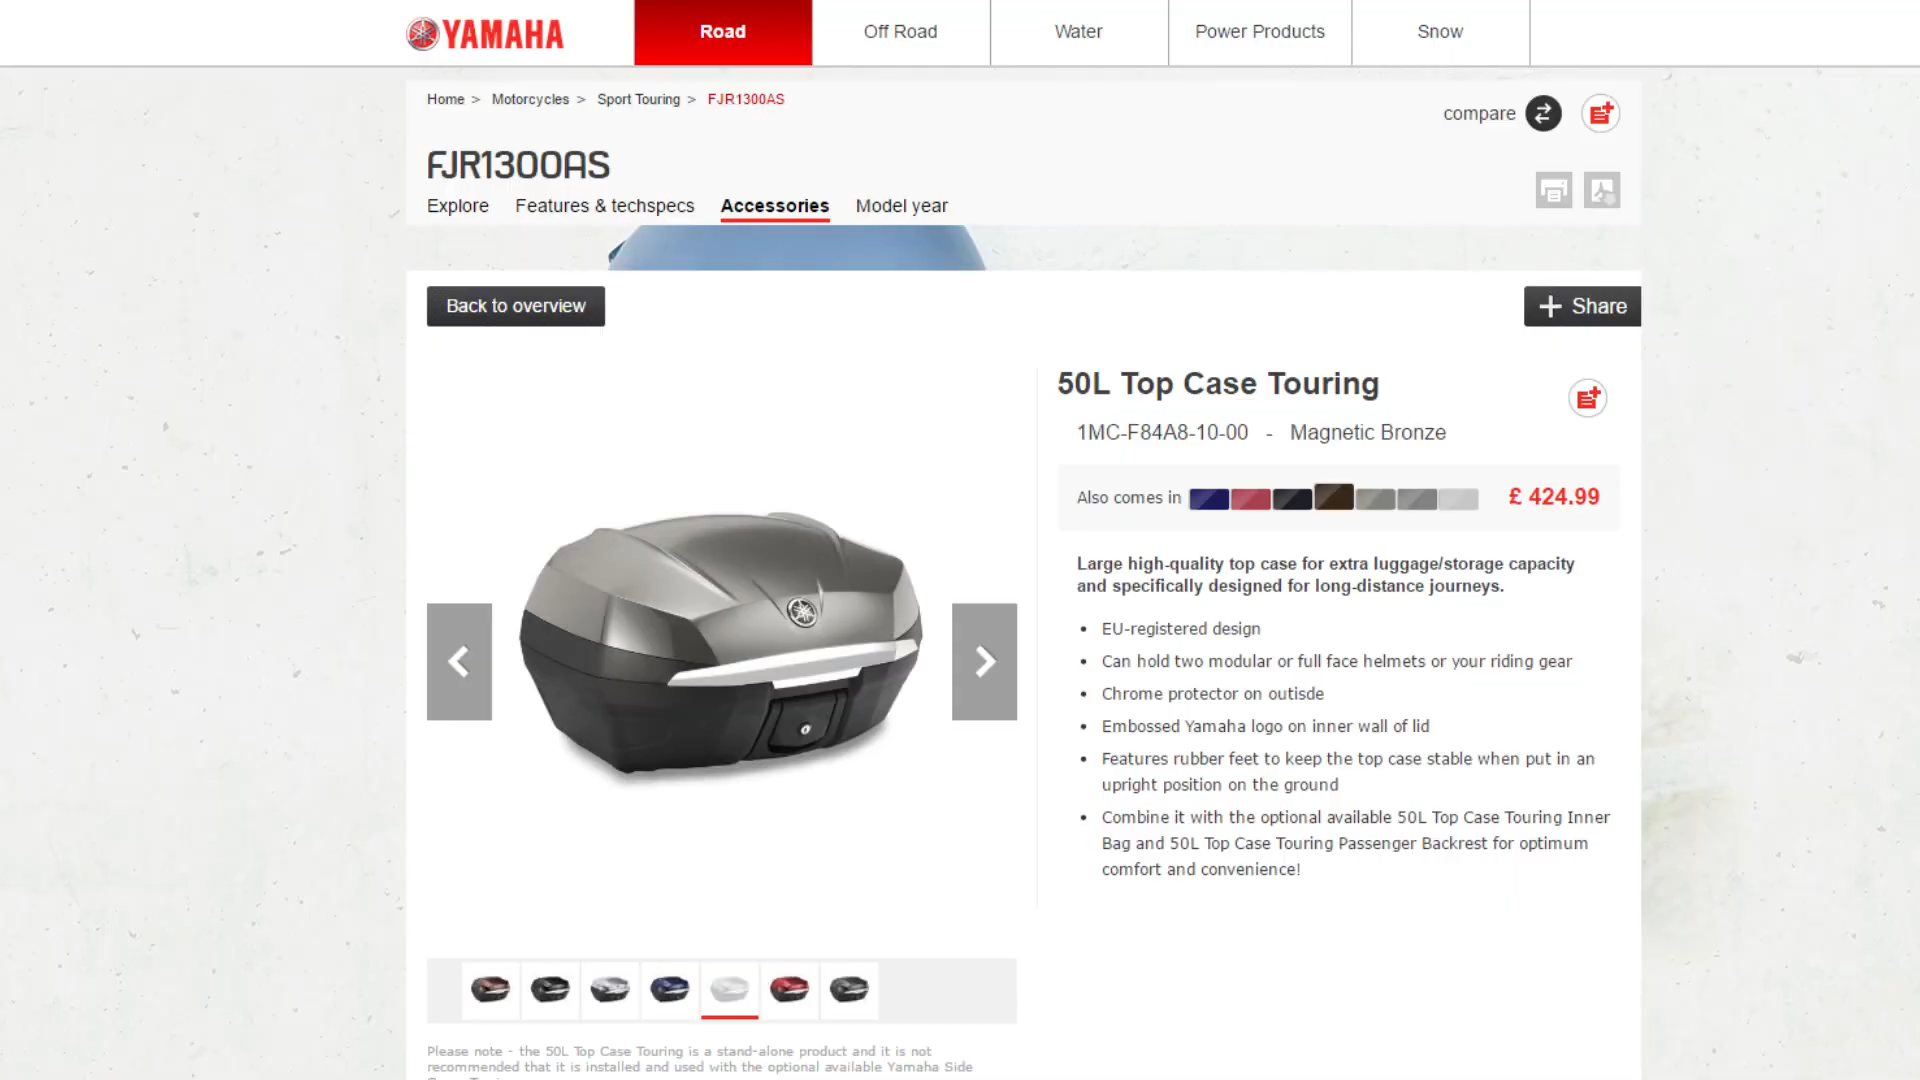 YAMAHA
Road
Off Road
Water
Power Products
Snow
Home > Motorcycles > Sport Touring > FJR1300AS
compare
FJR1300AS
Explore
Features & techspecs
Accessories
Model year
Back to overview
Share
50L Top Case Touring
1MC-F84A8-10-00 - Magnetic Bronze
Also comes in
£ 424.99
Large high-quality top case for extra luggage/storage capacity
and specifically designed for long-distance journeys.
• EU-registered design
• Can hold two modular or full face helmets or your riding gear
• Chrome protector on outisde
• Embossed Yamaha logo on inner wall of lid
• Features rubber feet to keep the top case stable when put in an
upright position on the ground
• Combine it with the optional available 50L Top Case Touring Inner
Bag and 50L Top Case Touring Passenger Backrest for optimum
comfort and convenience!
Please note - the 50L Top Case Touring is a stand-alone product and it is not
recommended that it is installed and used with the optional available Yamaha Side